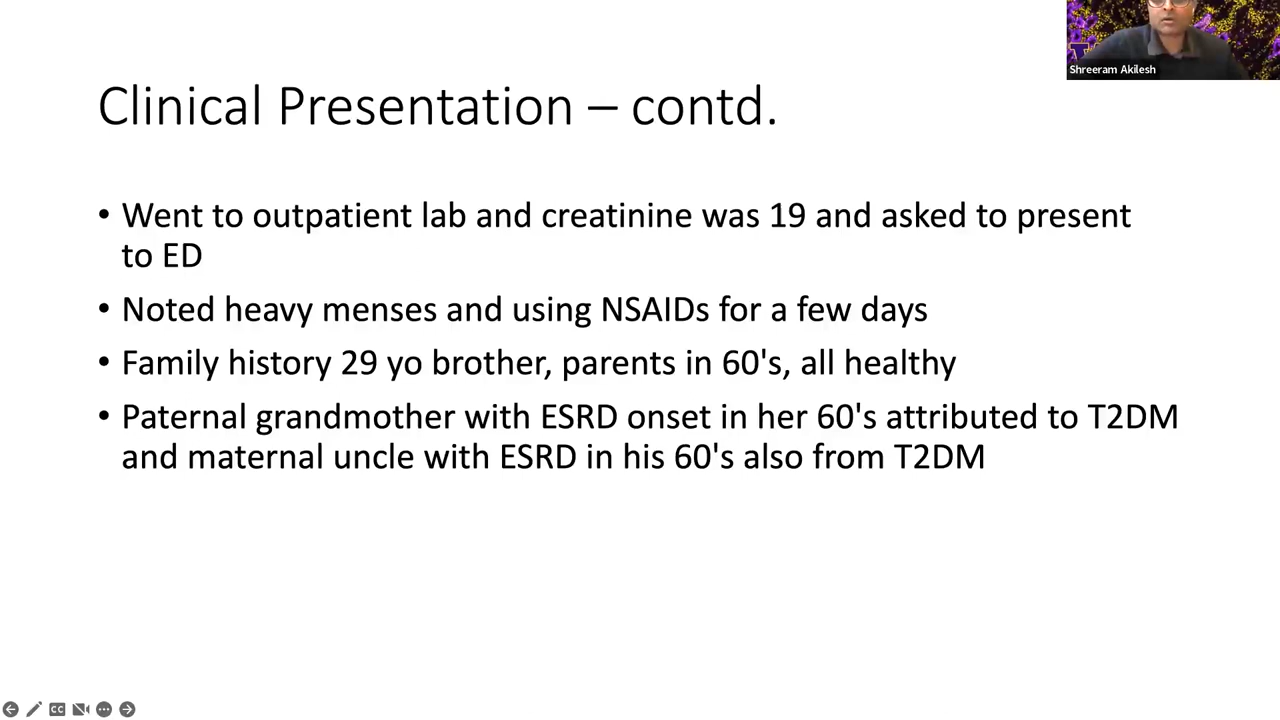 Shreeram Akilesh
Clinical Presentation – contd.
• Went to outpatient lab and creatinine was 19 and asked to present
to ED
• Noted heavy menses and using NSAIDs for a few days
• Family history 29 yo brother, parents in 60's, all healthy
• Paternal grandmother with ESRD onset in her 60's attributed to T2DM
and maternal uncle with ESRD in his 60's also from T2DM
CC